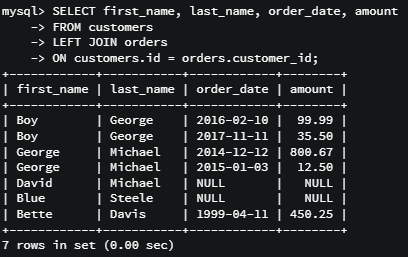 mysql> SELECT first_name, last_name, order_date, amount
    -> FROM customers
    -> LEFT JOIN orders
    -> ON customers.id = orders.customer_id;
+------------+-----------+------------+--------+
| first_name | last_name | order_date | amount |
+------------+-----------+------------+--------+
| Boy        | George    | 2016-02-10 |  99.99 |
| Boy        | George    | 2017-11-11 |  35.50 |
| George     | Michael   | 2014-12-12 | 800.67 |
| George     | Michael   | 2015-01-03 |  12.50 |
| David      | Michael   | NULL       |   NULL |
| Blue       | Steele    | NULL       |   NULL |
| Bette      | Davis     | 1999-04-11 | 450.25 |
+------------+-----------+------------+--------+
7 rows in set (0.00 sec)